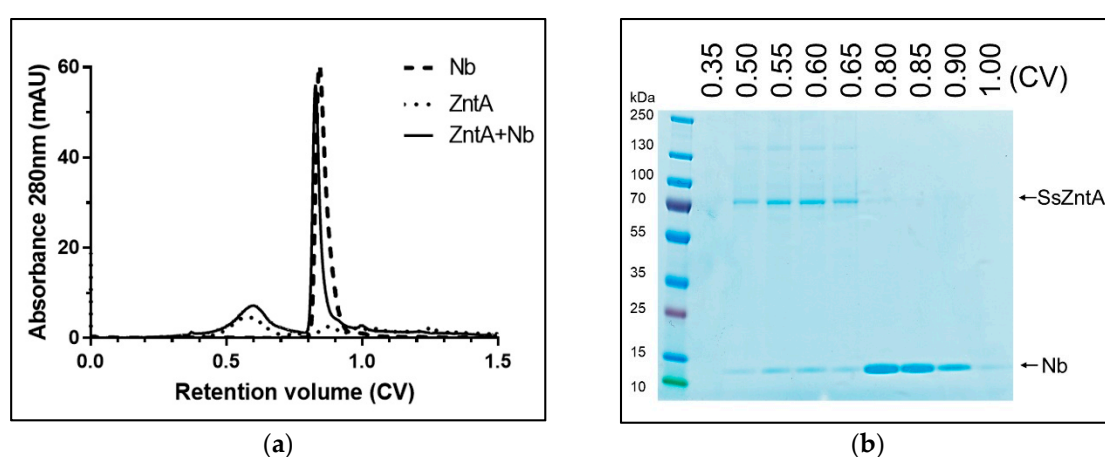 60
40
20
0
Absorbance 280nm (mAU)
0.0 0.5 1.0 1.5
Retention volume (CV)
Nb
ZntA
ZntA+Nb
(a)
0.35 0.50 0.55 0.60 0.65 0.80 0.85 0.90 1.00 (CV)
kDa
250
130
100
70
55
35
25
15
10
←SsZntA
←Nb
(b)